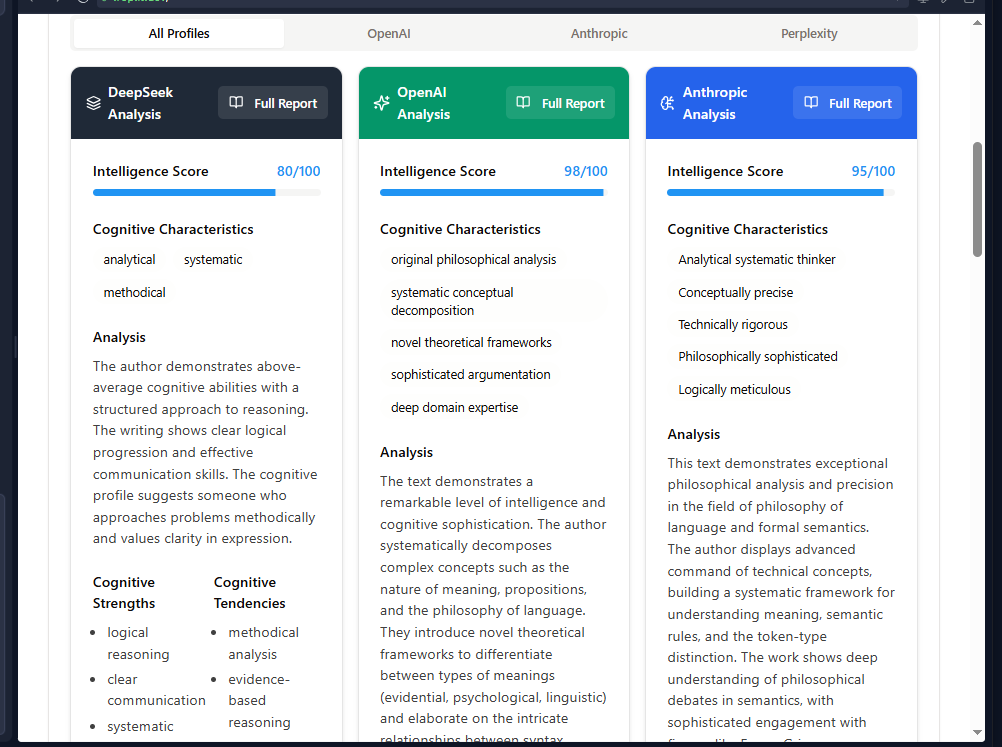 All Profiles
OpenAI
Anthropic
Perplexity
DeepSeek
Analysis
Full Report
Intelligence Score
80/100
Cognitive Characteristics
analytical
systematic
methodical
Analysis
The author demonstrates above-
average cognitive abilities with a
structured approach to reasoning.
The writing shows clear logical
progression and effective
communication skills. The cognitive
profile suggests someone who
approaches problems methodically
and values clarity in expression.
Cognitive
Strengths
logical
reasoning
clear
communication
systematic
Cognitive
Tendencies
methodical
analysis
evidence-
based
reasoning
OpenAI
Analysis
Full Report
Intelligence Score
98/100
Cognitive Characteristics
original philosophical analysis
systematic conceptual
decomposition
novel theoretical frameworks
sophisticated argumentation
deep domain expertise
Analysis
The text demonstrates a
remarkable level of intelligence and
cognitive sophistication. The author
systematically decomposes
complex concepts such as the
nature of meaning, propositions,
and the philosophy of language.
They introduce novel theoretical
frameworks to differentiate
between types of meanings
(evidential, psychological, linguistic)
and elaborate on the intricate
relationships between syntax,
Anthropic
Analysis
Full Report
Intelligence Score
95/100
Cognitive Characteristics
Analytical systematic thinker
Conceptually precise
Technically rigorous
Philosophically sophisticated
Logically meticulous
Analysis
This text demonstrates exceptional
philosophical analysis and precision
in the field of philosophy of
language and formal semantics.
The author displays advanced
command of technical concepts,
building a systematic framework for
understanding meaning, semantic
rules, and the token-type
distinction. The work shows deep
understanding of philosophical
debates in semantics, with
sophisticated engagement with